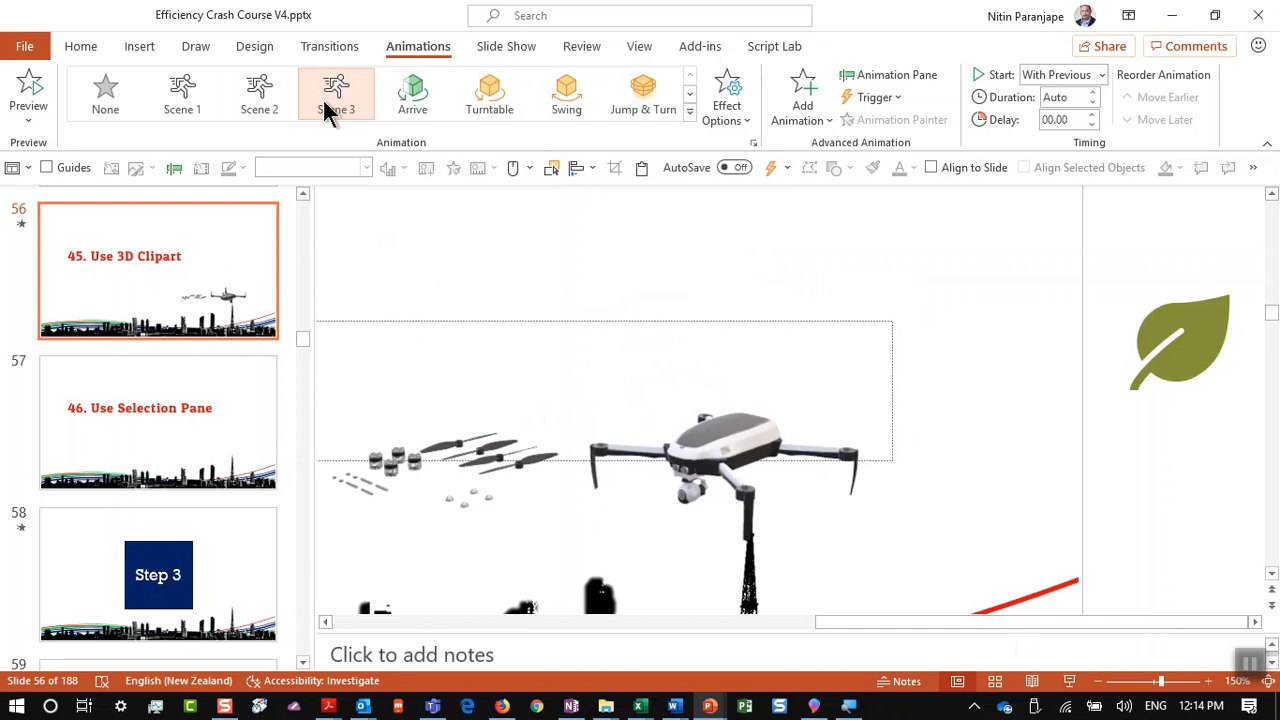 Efficiency Crash Course V4.pptx
Search
Nitin Paranjape
File
Home
Insert
Draw
Design
Transitions
Animations
Slide Show
Review
View
Add-ins
Script Lab
Share
Comments
Preview
None
Scene 1
Scene 2
Scene 3
Arrive
Turntable
Swing
Jump & Turn
Effect
Options
Add
Animation
Animation Pane
Trigger
Animation Painter
Start: With Previous
Duration: Auto
Delay: 00.00
Reorder Animation
Move Earlier
Move Later
Preview
Animation
Advanced Animation
Timing
Guides
AutoSave
Off
Align to Slide
Align Selected Objects
56
45. Use 3D Clipart
57
46. Use Selection Pane
58
Step 3
59
Click to add notes
Slide 56 of 188
English (New Zealand)
Accessibility: Investigate
Notes
150%
ENG
12:14 PM